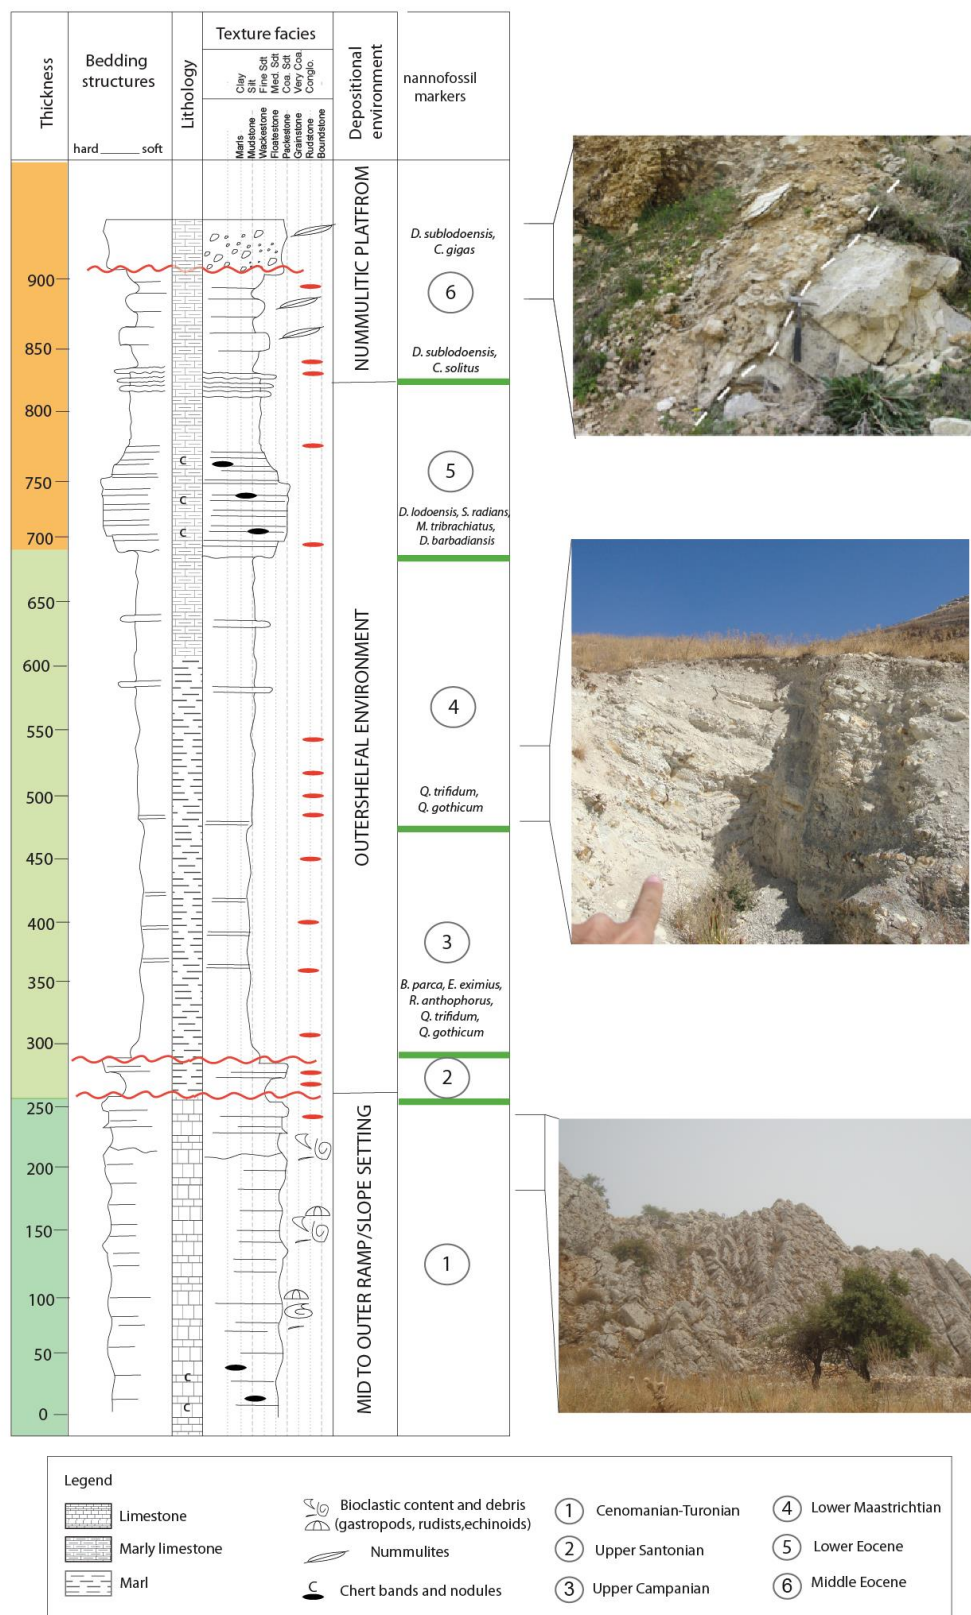 Thickness
Bedding
structures
hard ______ soft
Lithology
Texture facies
Clay
Silt
Fine Sdt
Med. Sdt
Coa. Sdt
Very Coa.
Conglo.
Marls
Mudstone
Wackestone
Floatestone
Packestone
Grainstone
Rudstone
Boundstone
Depositional
environment
nannofossil
markers
900
850
800
750
700
650
600
550
500
450
400
350
300
250
200
150
100
50
0
C
C
C
C
C
NUMMULITIC PLATFROM
OUTERSHELFAL ENVIRONMENT
MID TO OUTER RAMP/SLOPE SETTING
D. sublodoensis,
C. gigas
6
D. sublodoensis,
C. solitus
5
D. lodoensis, S. radians,
M. tribrachiatus,
D. barbadiansis
4
Q. trifidum,
Q. gothicum
3
B. parca, E. eximius,
R. anthophorus,
Q. trifidum,
Q. gothicum
2
1
Legend
Limestone
Marly limestone
Marl
Bioclastic content and debris
(gastropods, rudists,echinoids)
Nummulites
C
Chert bands and nodules
1 Cenomanian-Turonian
2 Upper Santonian
3 Upper Campanian
4 Lower Maastrichtian
5 Lower Eocene
6 Middle Eocene